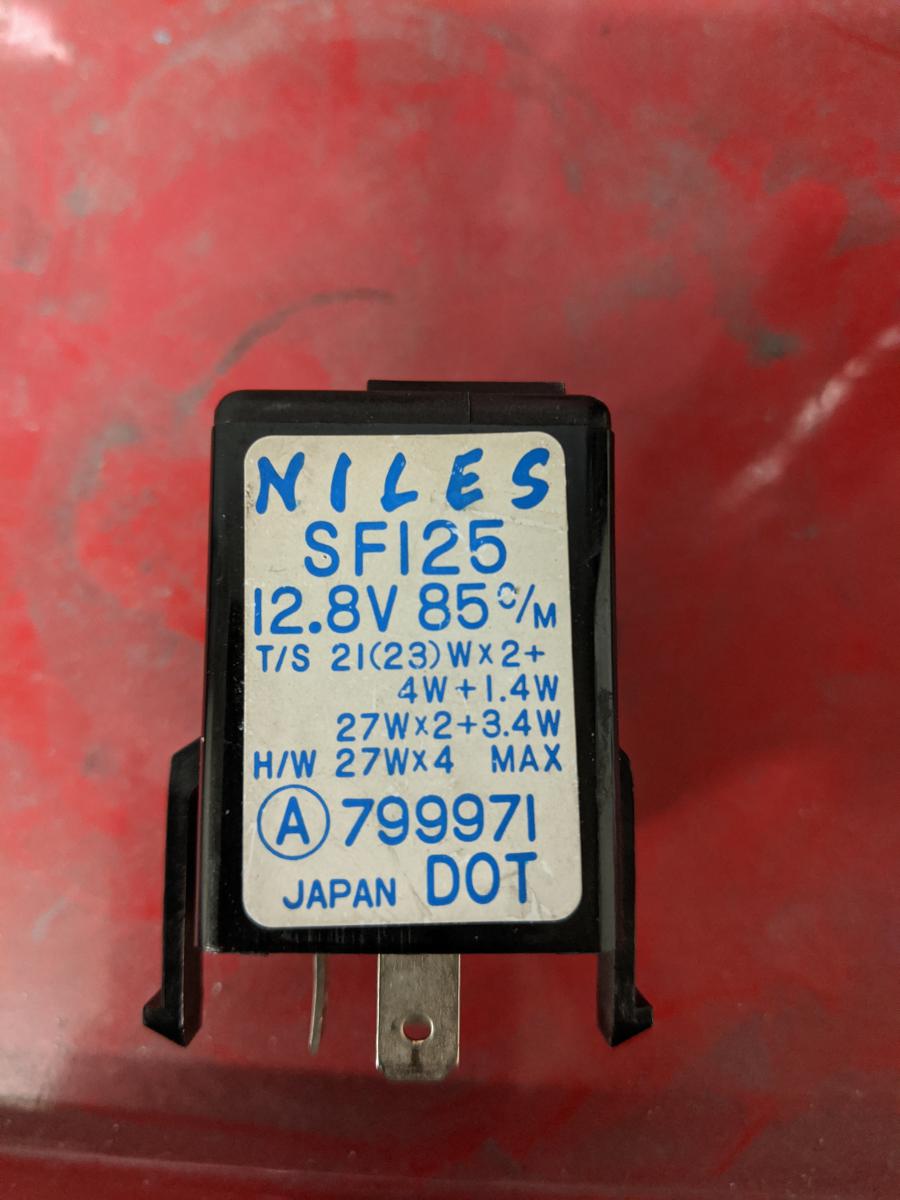 NILES
SF125
12.8V 85c/M
T/S 21(23)W×2+
4W+1.4W
27W×2+3.4W
H/W 27W×4 MAX
Ⓐ 799971
JAPAN DOT